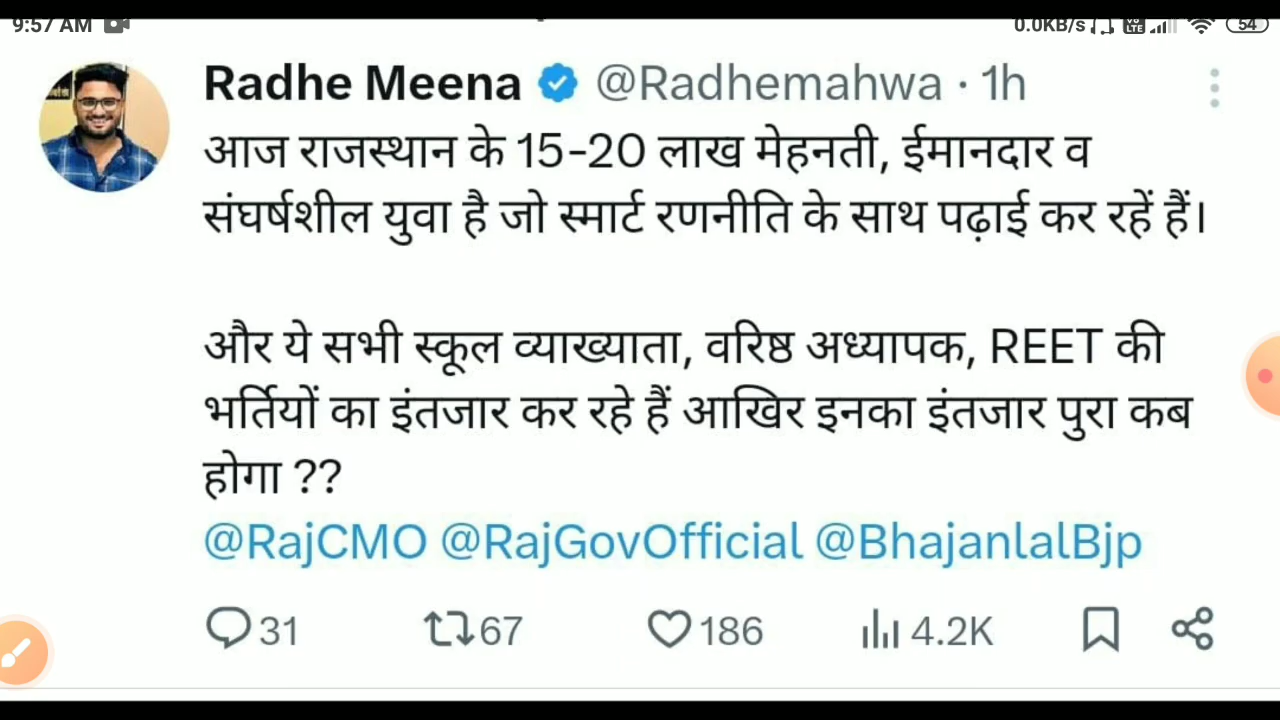 9:57 AM 0.0KB/s Vo LTE 54
Radhe Meena @Radhemahwa · 1h
आज राजस्थान के 15-20 लाख मेहनती, ईमानदार व
संघर्षशील युवा है जो स्मार्ट रणनीति के साथ पढ़ाई कर रहें हैं।
और ये सभी स्कूल व्याख्याता, वरिष्ठ अध्यापक, REET की
भर्तियों का इंतजार कर रहे हैं आखिर इनका इंतजार पुरा कब
होगा ??
@RajCMO @RajGovOfficial @BhajanlalBjp
31 67 186 4.2K